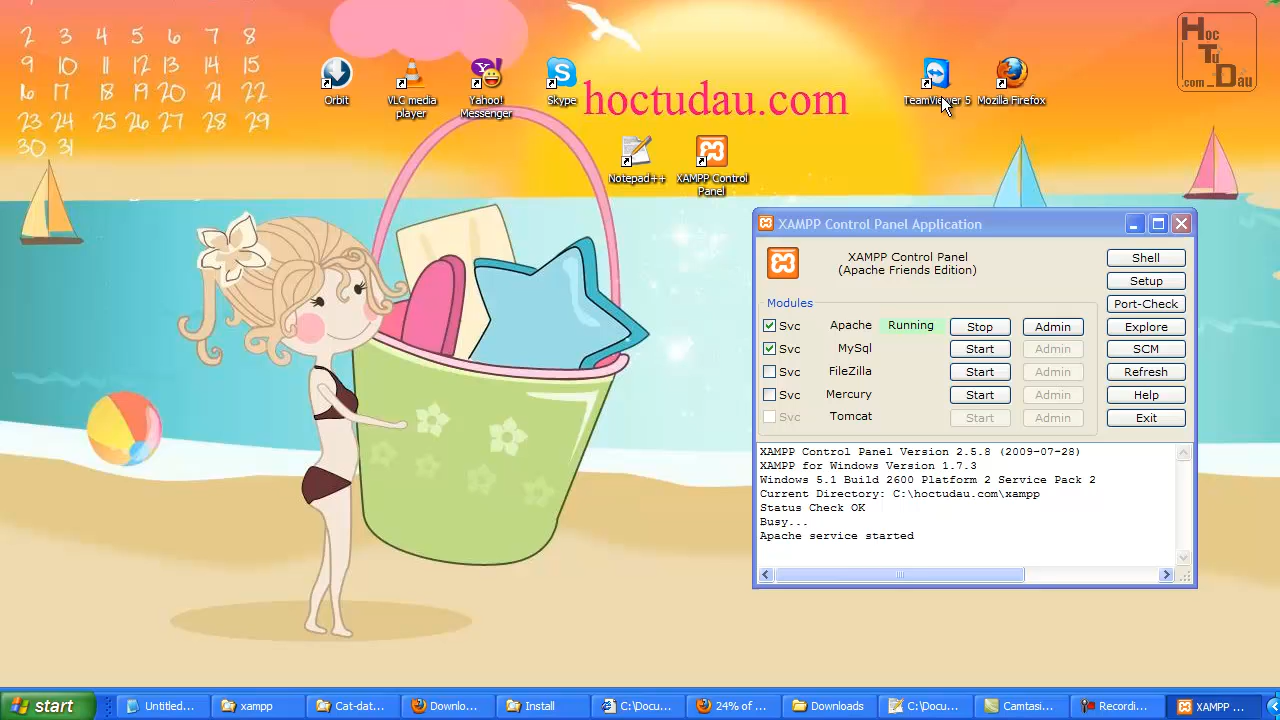 2 3 4 5 6 7 8
9 10 11 12 13 14 15
16 17 18 19 20 21 22
23 24 25 26 27 28 29
30 31
Hoc
Tu
.com Dau
Orbit
VLC media
player
Yahoo!
Messenger
Skype
hoctudau.com
TeamViewer 5
Mozilla Firefox
Notepad++
XAMPP Control
Panel
XAMPP Control Panel Application
XAMPP Control Panel
(Apache Friends Edition)
Shell
Setup
Port-Check
Explore
SCM
Refresh
Help
Exit
Modules
Svc Apache Running Stop Admin
Svc MySql Start Admin
Svc FileZilla Start Admin
Svc Mercury Start Admin
Svc Tomcat Start Admin
XAMPP Control Panel Version 2.5.8 (2009-07-28)
XAMPP for Windows Version 1.7.3
Windows 5.1 Build 2600 Platform 2 Service Pack 2
Current Directory: C:\hoctudau.com\xampp
Status Check OK
Busy...
Apache service started
start
Untitled...
xampp
Cat-dat...
Downlo...
Install
C:\Docu...
24% of ...
Downloads
C:\Docu...
Camtasi...
Recordi...
XAMPP ...